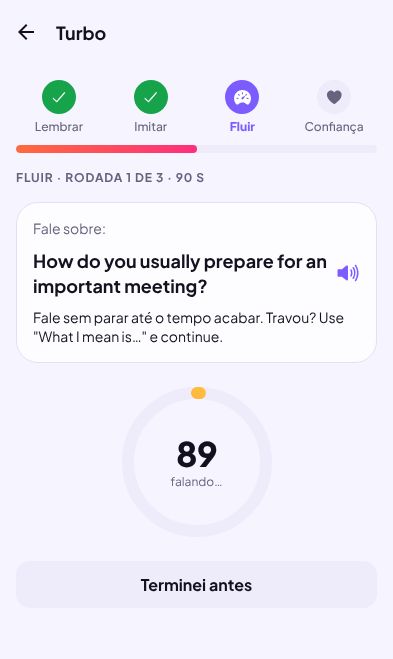 Turbo
Lembrar
Imitar
Fluir
Confiança
FLUIR · RODADA 1 DE 3 · 90 S
Fale sobre:
How do you usually prepare for an
important meeting?
Fale sem parar até o tempo acabar. Travou? Use
"What I mean is…" e continue.
89
falando…
Terminei antes